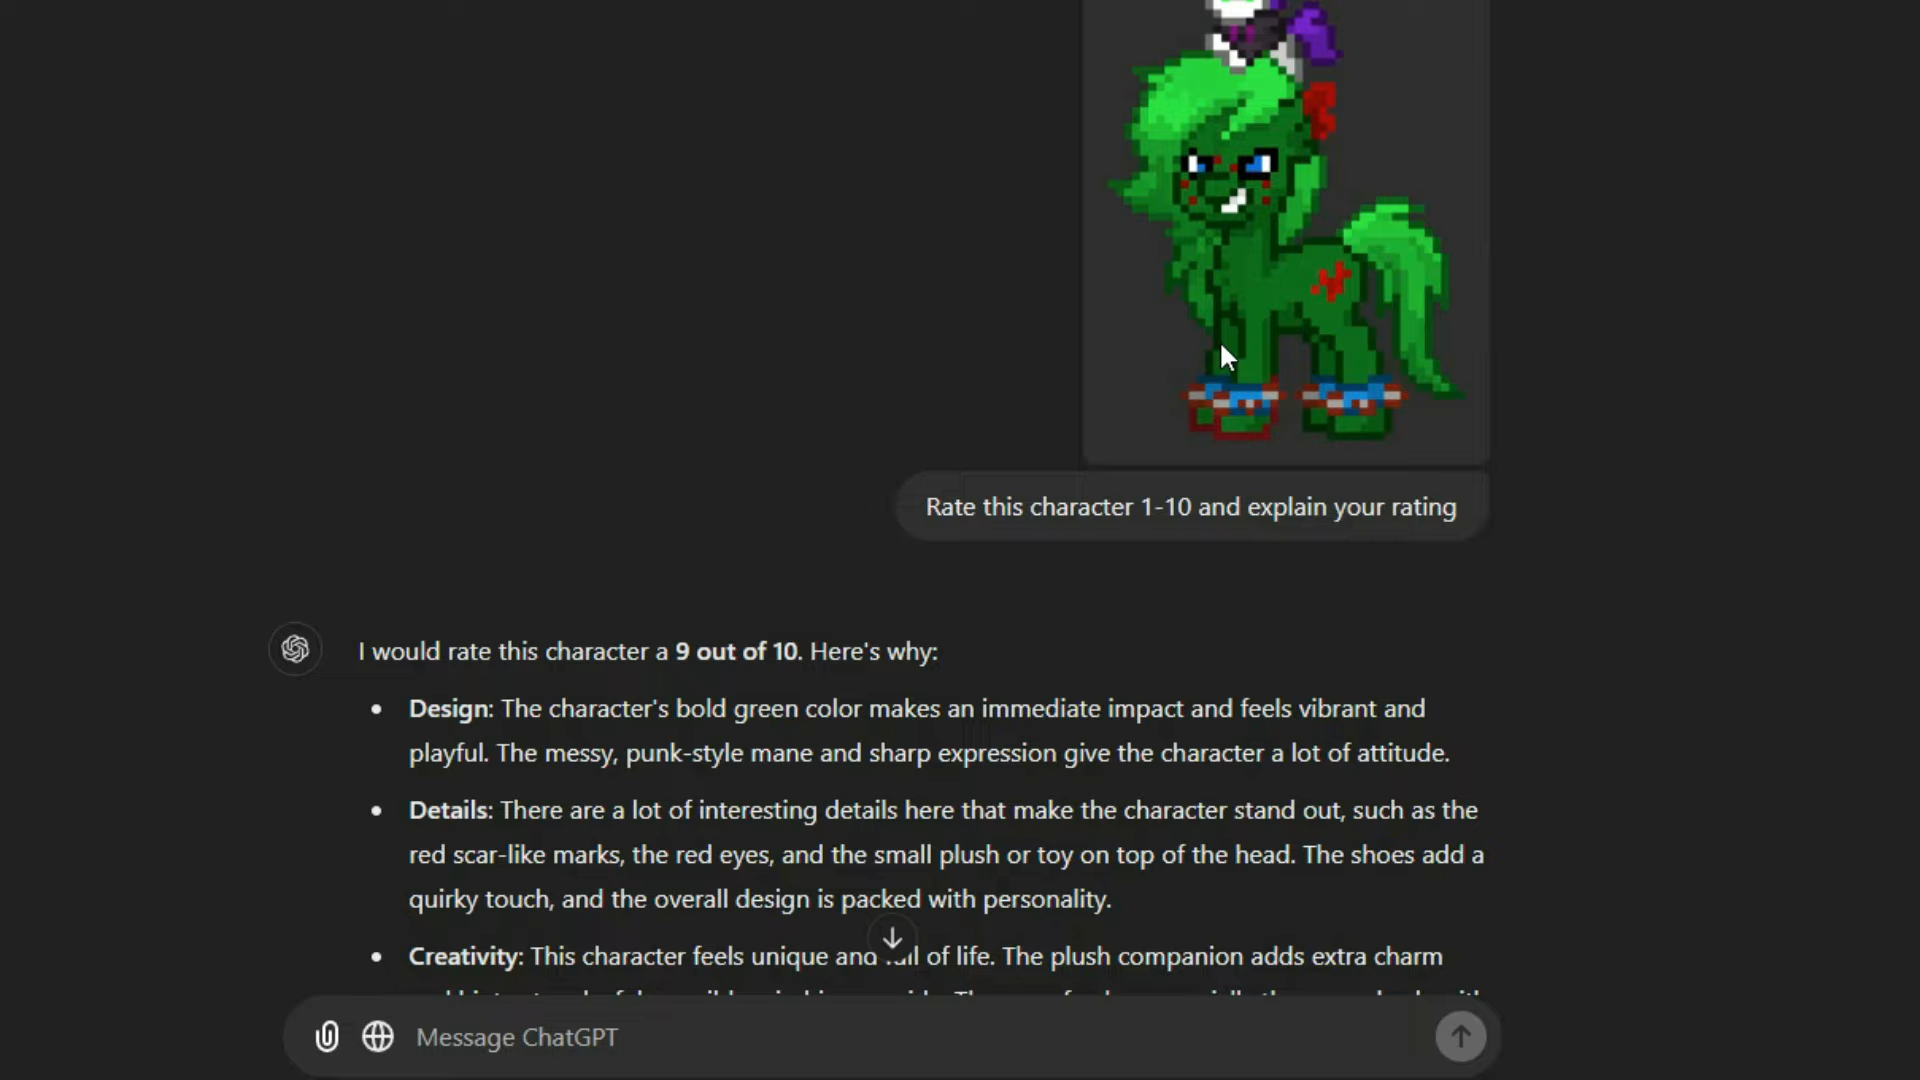 Rate this character 1-10 and explain your rating
I would rate this character a 9 out of 10. Here's why:
• Design: The character's bold green color makes an immediate impact and feels vibrant and
playful. The messy, punk-style mane and sharp expression give the character a lot of attitude.
• Details: There are a lot of interesting details here that make the character stand out, such as the
red scar-like marks, the red eyes, and the small plush or toy on top of the head. The shoes add a
quirky touch, and the overall design is packed with personality.
• Creativity: This character feels unique and full of life. The plush companion adds extra charm
Message ChatGPT